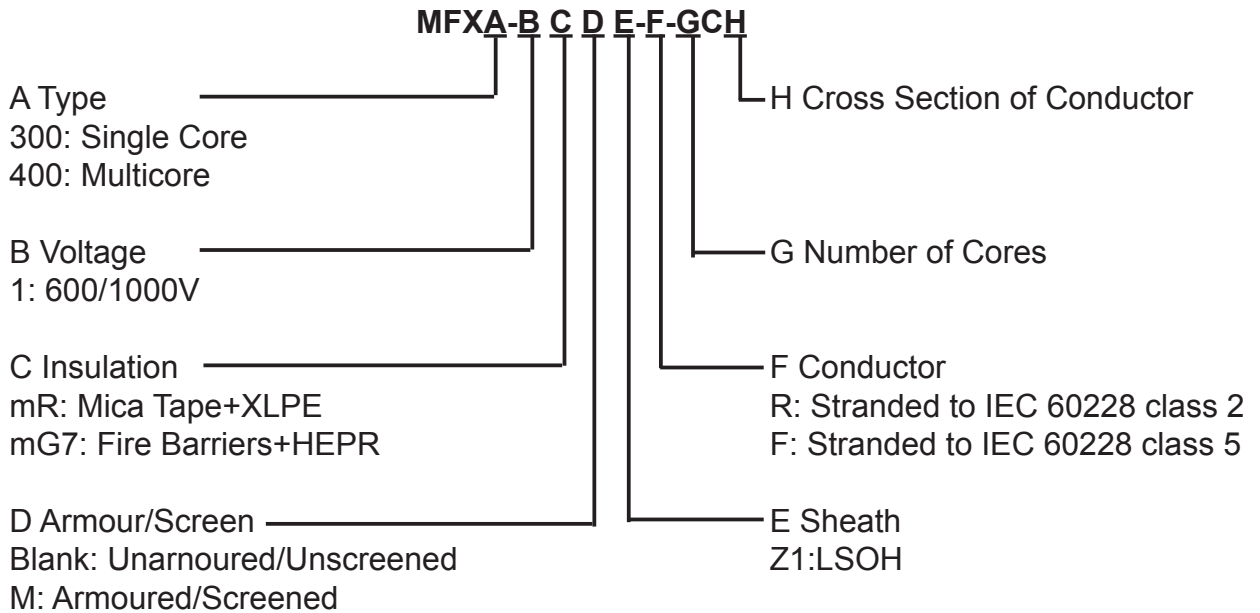 MFXA-B C D E-F-GCH
A Type
300: Single Core
400: Multicore
B Voltage
1: 600/1000V
C Insulation
mR: Mica Tape+XLPE
mG7: Fire Barriers+HEPR
D Armour/Screen
Blank: Unarnoured/Unscreened
M: Armoured/Screened
H Cross Section of Conductor
G Number of Cores
F Conductor
R: Stranded to IEC 60228 class 2
F: Stranded to IEC 60228 class 5
E Sheath
Z1:LSOH